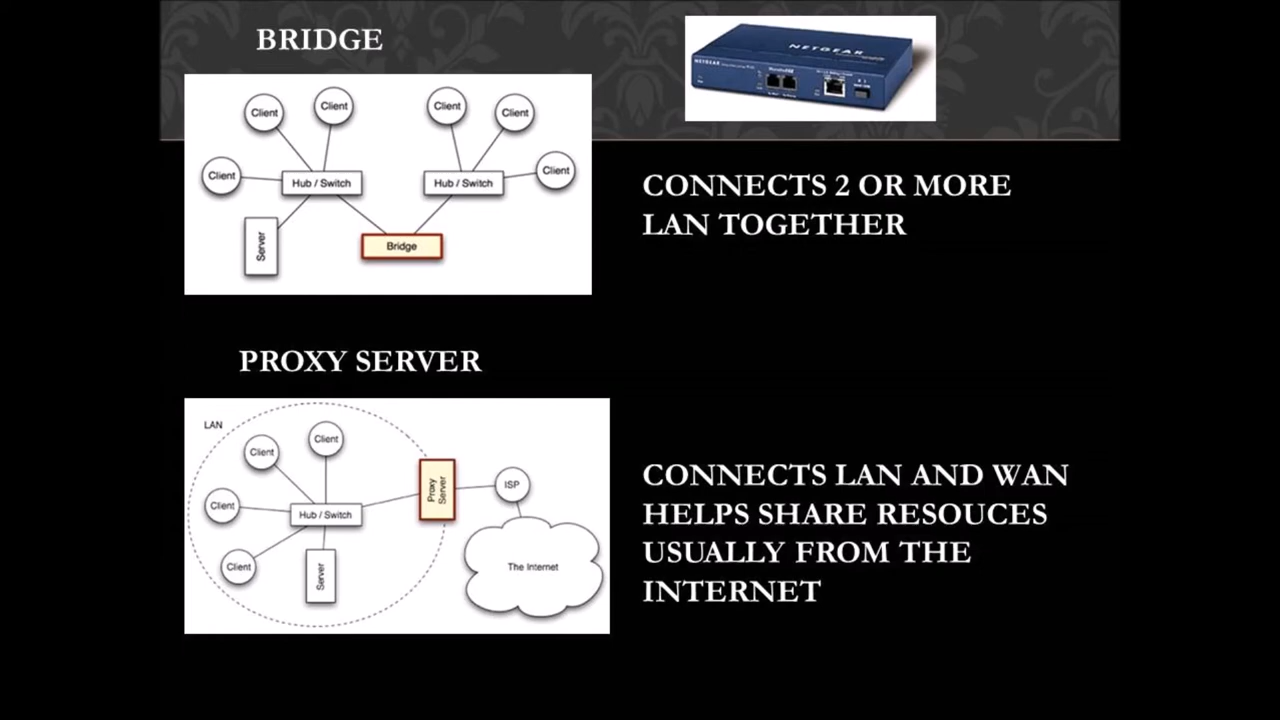 BRIDGE
NETGEAR
NETGEAR
Client
Client
Client
Client
Client
Client
Hub / Switch
Hub / Switch
Server
Bridge
CONNECTS 2 OR MORE
LAN TOGETHER
PROXY SERVER
LAN
Client
Client
Client
Client
Hub / Switch
Server
Proxy
Server
ISP
The Internet
CONNECTS LAN AND WAN
HELPS SHARE RESOUCES
USUALLY FROM THE
INTERNET